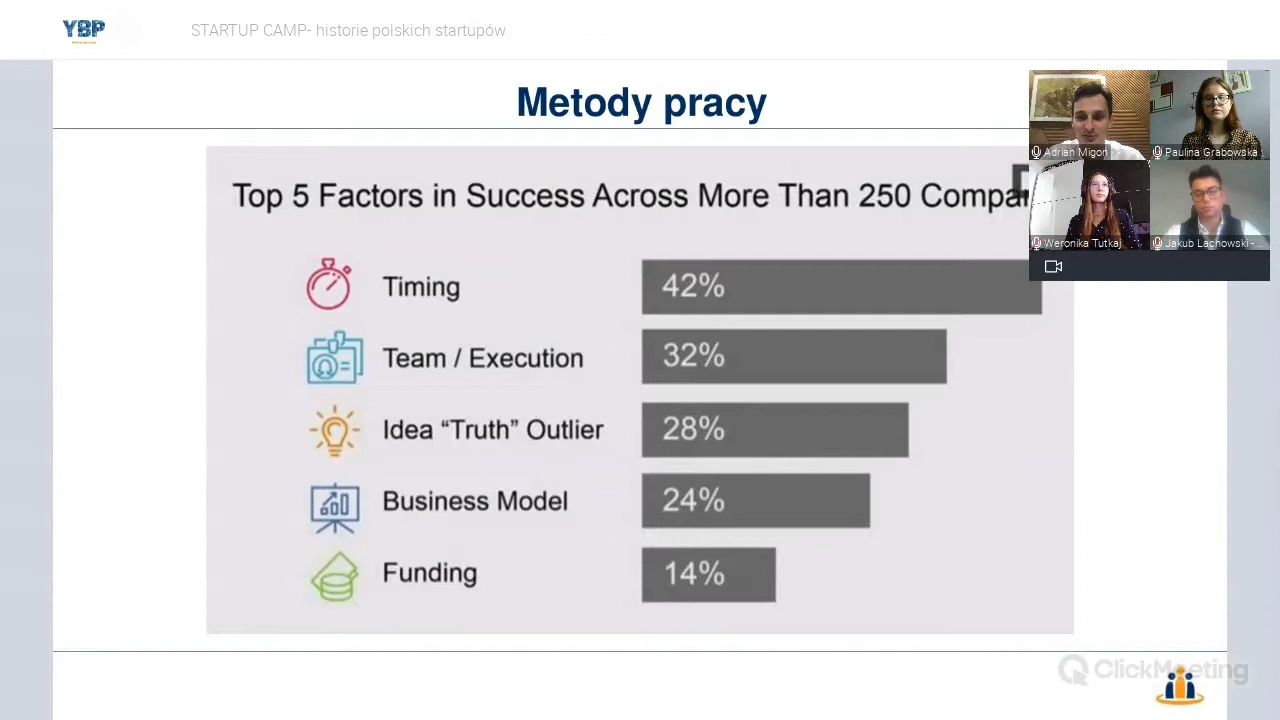 YBP
STARTUP CAMP- historie polskich startupów
Metody pracy
Adrian Migoń
Paulina Grabowska
Weronika Tutkaj
Jakub Lachowski - ...
Top 5 Factors in Success Across More Than 250 Compar
Timing 42%
Team / Execution 32%
Idea “Truth” Outlier 28%
Business Model 24%
Funding 14%
ClickMeeting